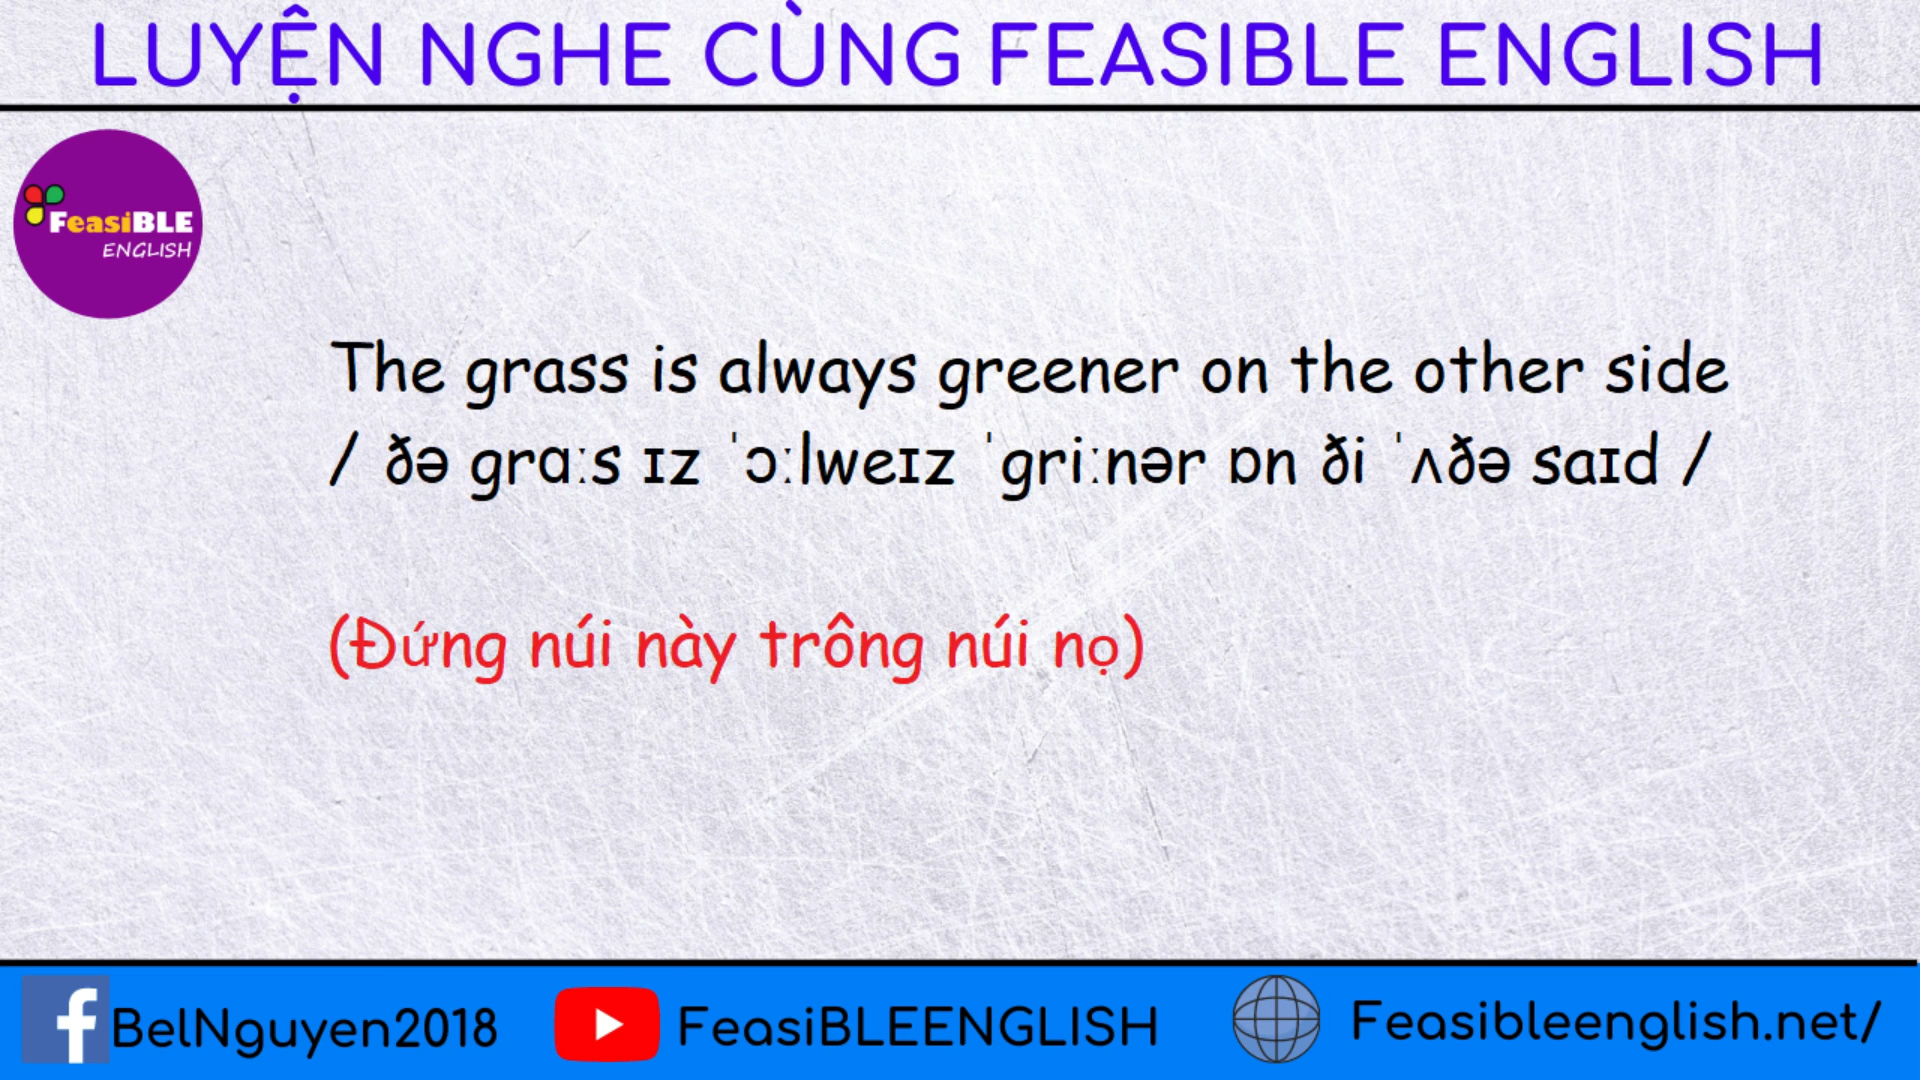 LUYỆN NGHE CÙNG FEASIBLE ENGLISH
FeasiBLE
ENGLISH
The grass is always greener on the other side
/ ðə grɑːs ɪz ˈɔːlweɪz ˈgriːnər ɒn ði ˈʌðə saɪd /
(Đứng núi này trông núi nọ)
BelNguyen2018
FeasiBLEENGLISH
Feasibleenglish.net/